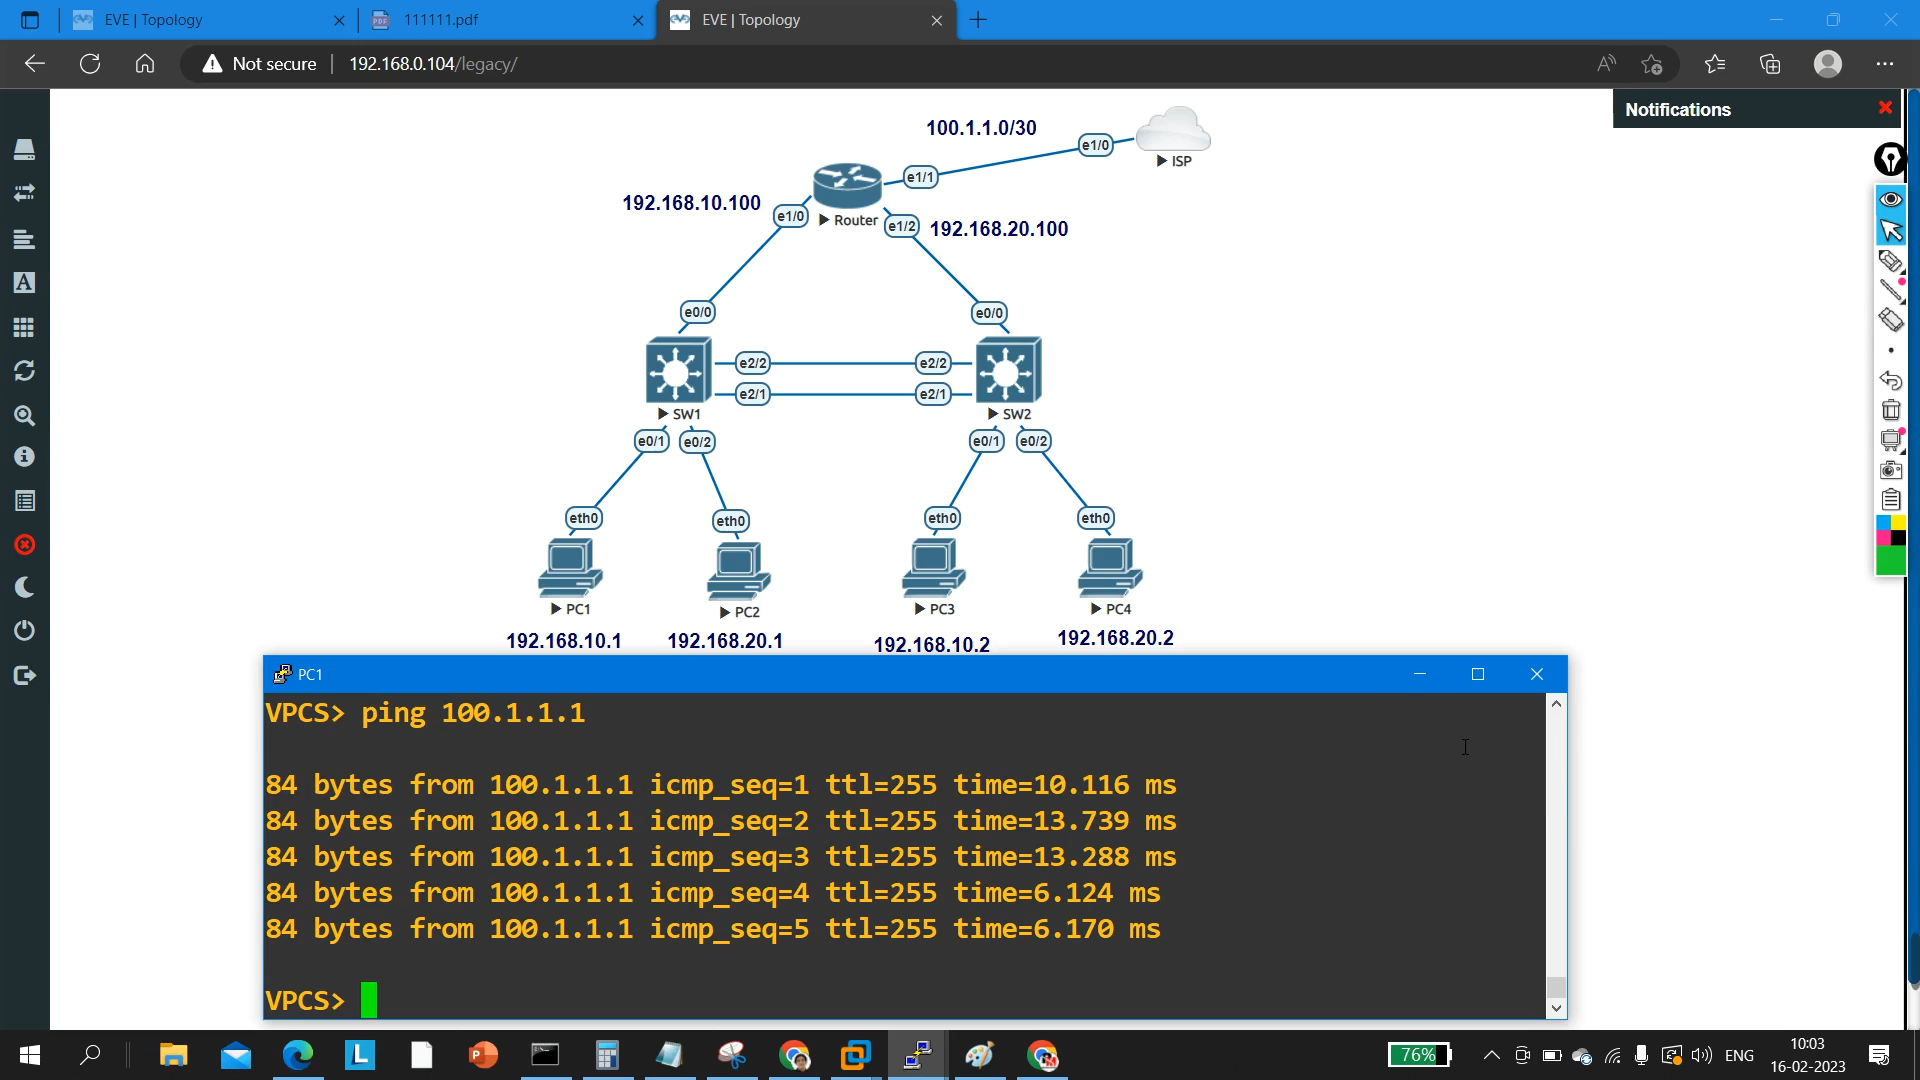 EVE | Topology
111111.pdf
EVE | Topology
Not secure
192.168.0.104/legacy/
Notifications
100.1.1.0/30
e1/0
ISP
e1/1
192.168.10.100
e1/0
Router
e1/2
192.168.20.100
e0/0
e0/0
e2/2
e2/2
e2/1
e2/1
SW1
SW2
e0/1
e0/2
e0/1
e0/2
eth0
eth0
eth0
eth0
PC1
PC2
PC3
PC4
192.168.10.1
192.168.20.1
192.168.10.2
192.168.20.2
PC1
VPCS> ping 100.1.1.1
84 bytes from 100.1.1.1 icmp_seq=1 ttl=255 time=10.116 ms
84 bytes from 100.1.1.1 icmp_seq=2 ttl=255 time=13.739 ms
84 bytes from 100.1.1.1 icmp_seq=3 ttl=255 time=13.288 ms
84 bytes from 100.1.1.1 icmp_seq=4 ttl=255 time=6.124 ms
84 bytes from 100.1.1.1 icmp_seq=5 ttl=255 time=6.170 ms
VPCS>
76%
ENG
10:03
16-02-2023